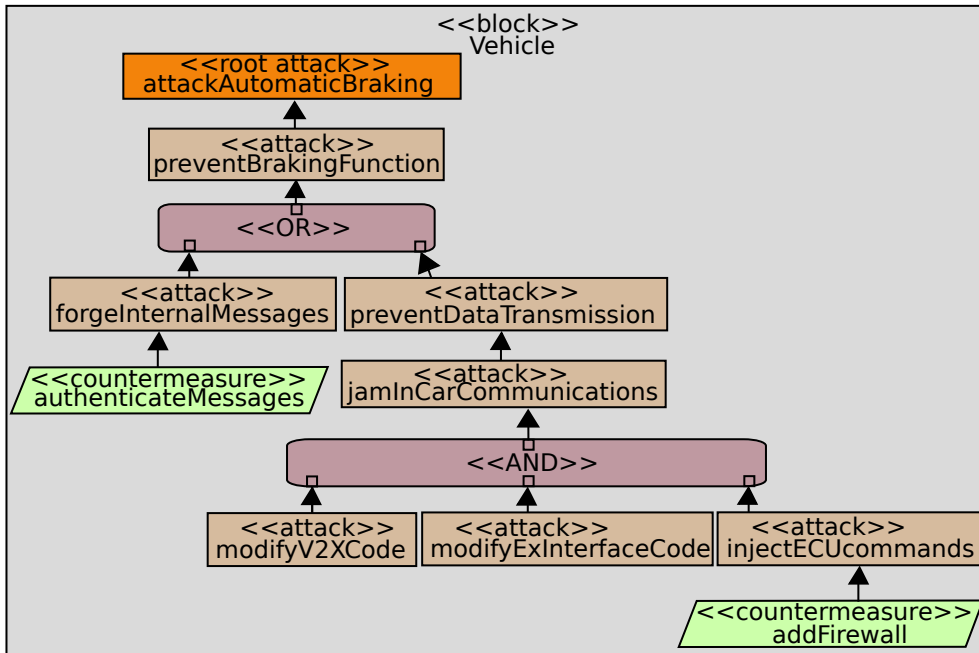 <<block>>
Vehicle
<<root attack>>
attackAutomaticBraking
<<attack>>
preventBrakingFunction
<<OR>>
<<attack>>
forgeInternalMessages
<<attack>>
preventDataTransmission
<<countermeasure>>
authenticateMessages
<<attack>>
jamInCarCommunications
<<AND>>
<<attack>>
modifyV2XCode
<<attack>>
modifyExInterfaceCode
<<attack>>
injectECUcommands
<<countermeasure>>
addFirewall